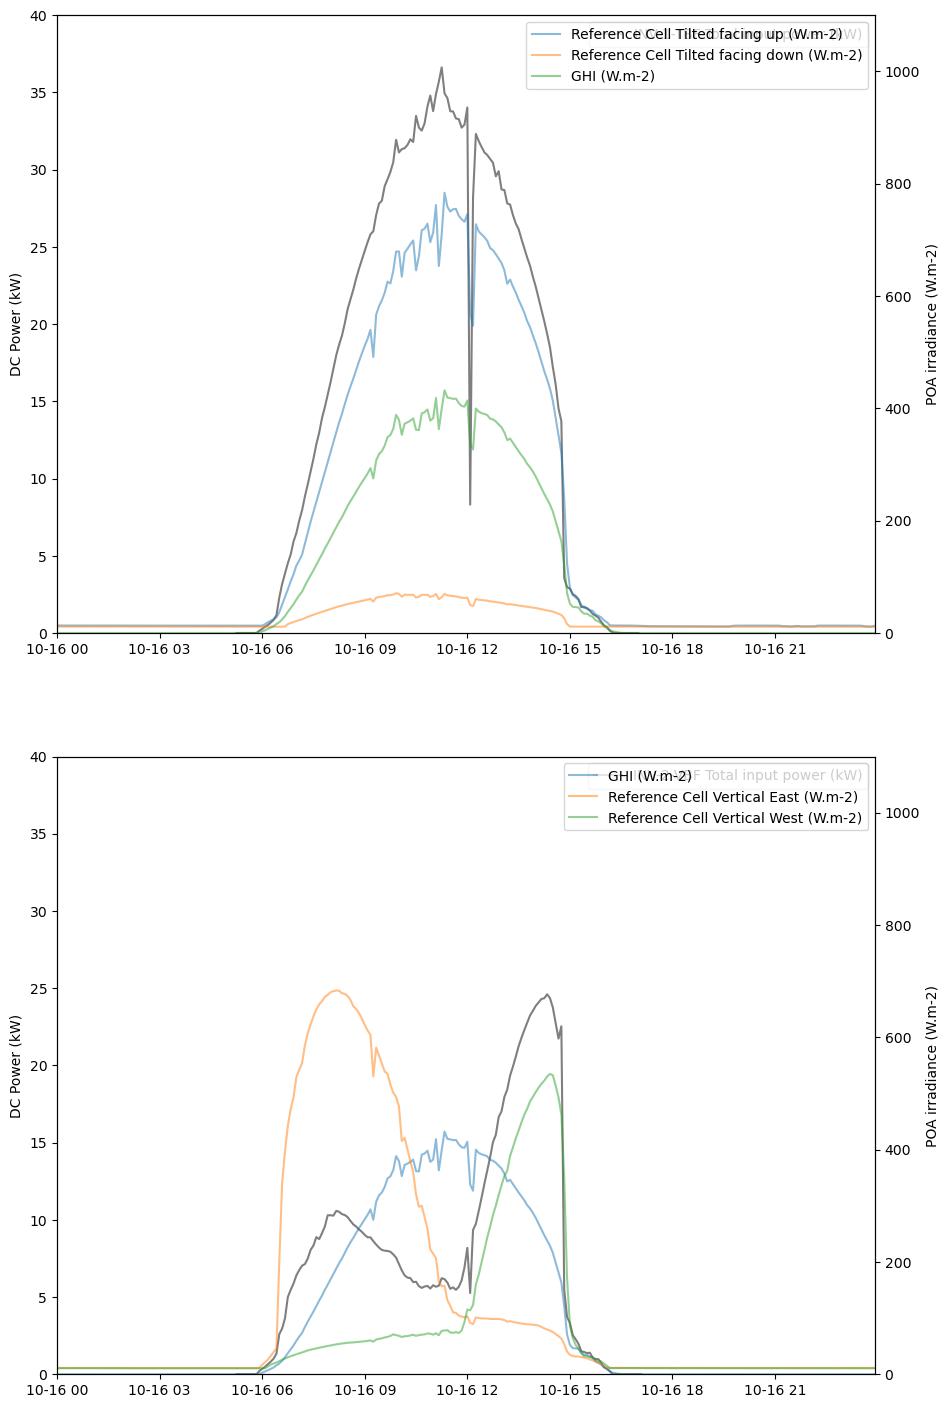 40
35
30
25
20
15
10
5
0
DC Power (kW)
Reference Cell Tilted facing up (W.m-2)
Reference Cell Tilted facing down (W.m-2)
GHI (W.m-2)
1000
800
600
400
200
0
POA irradiance (W.m-2)
10-16 00 10-16 03 10-16 06 10-16 09 10-16 12 10-16 15 10-16 18 10-16 21
40
35
30
25
20
15
10
5
0
DC Power (kW)
GHI (W.m-2)
Total input power (kW)
Reference Cell Vertical East (W.m-2)
Reference Cell Vertical West (W.m-2)
1000
800
600
400
200
0
POA irradiance (W.m-2)
10-16 00 10-16 03 10-16 06 10-16 09 10-16 12 10-16 15 10-16 18 10-16 21